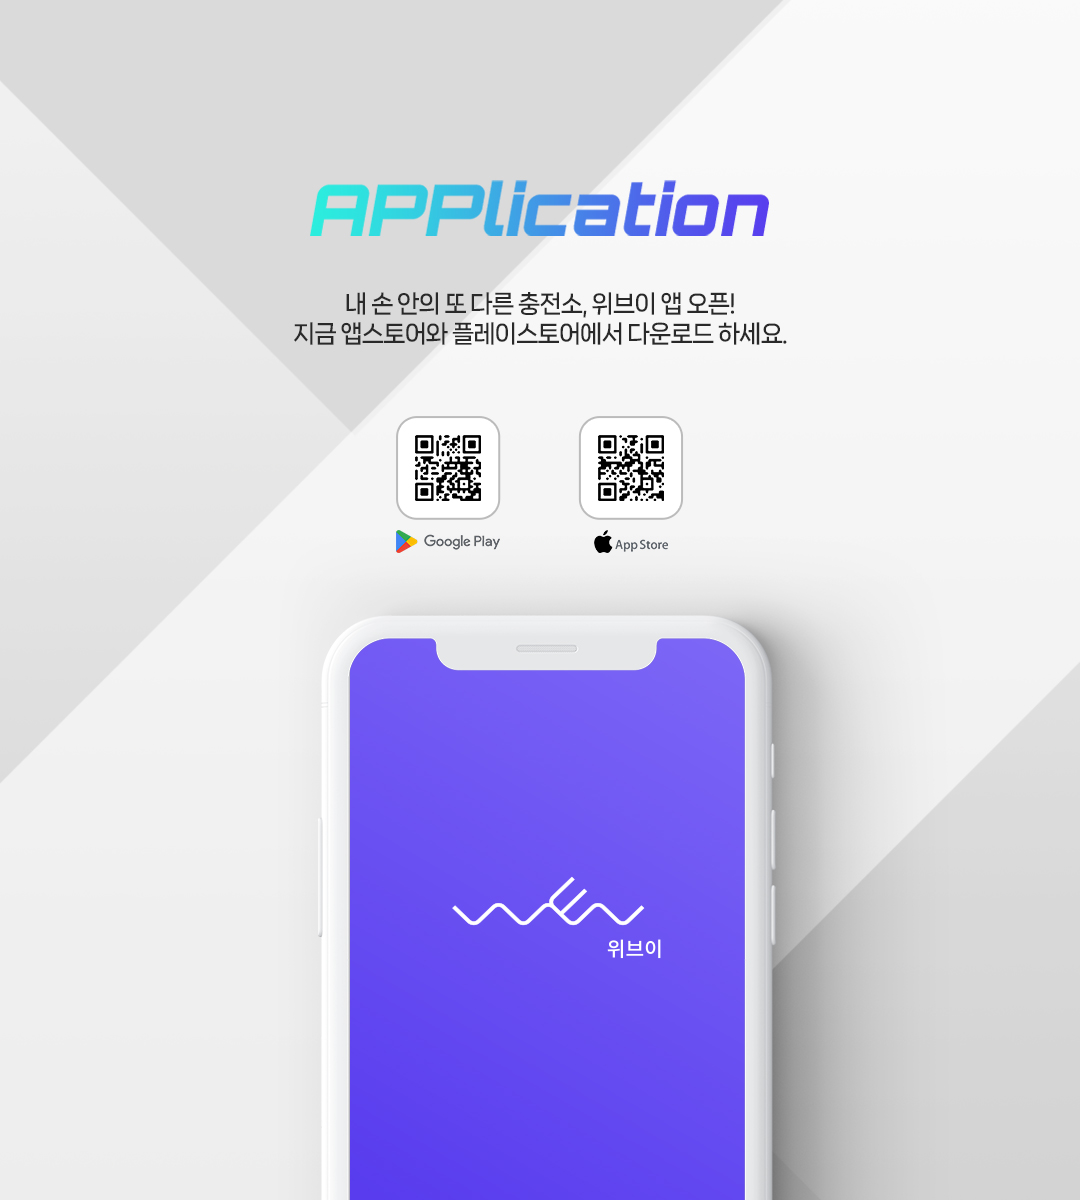 APPlication
내 손 안의 또 다른 충전소, 위브이 앱 오픈!
지금 앱스토어와 플레이스토어에서 다운로드 하세요.
Google Play
App Store
WEV
위브이